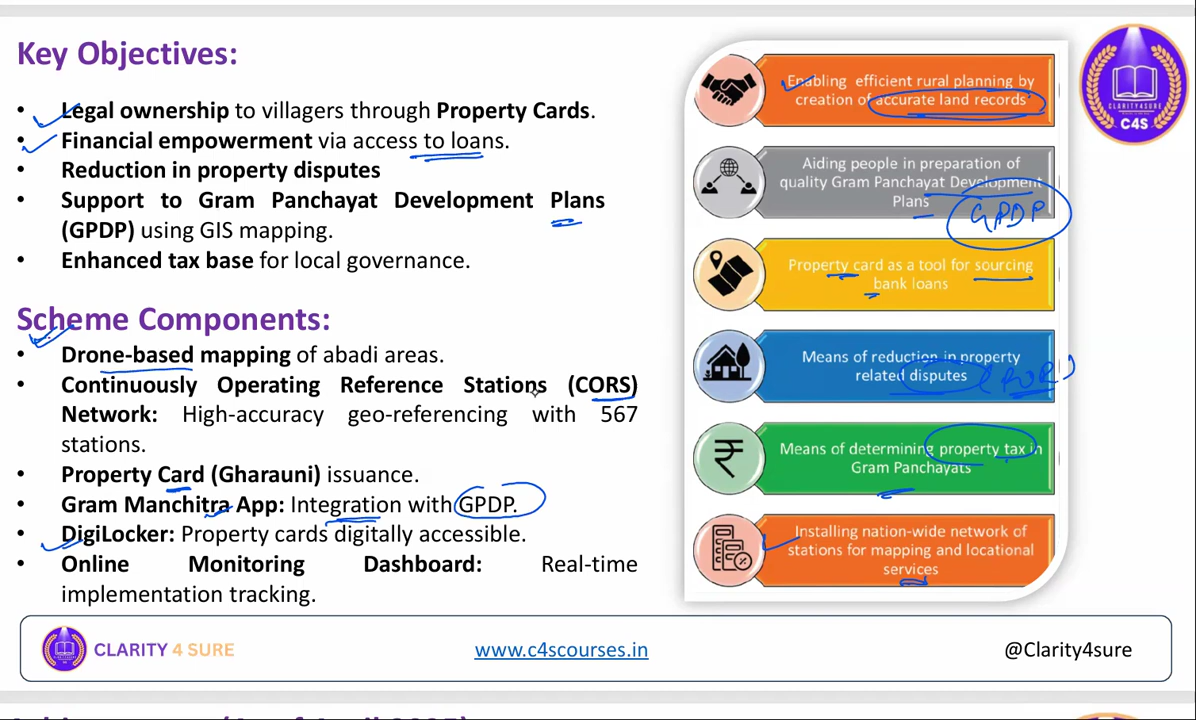 Key Objectives:
• Legal ownership to villagers through Property Cards.
• Financial empowerment via access to loans.
• Reduction in property disputes
• Support to Gram Panchayat Development Plans
(GPDP) using GIS mapping.
• Enhanced tax base for local governance.
Scheme Components:
• Drone-based mapping of abadi areas.
• Continuously Operating Reference Stations (CORS)
Network: High-accuracy geo-referencing with 567
stations.
• Property Card (Gharauni) issuance.
• Gram Manchitra App: Integration with GPDP.
• DigiLocker: Property cards digitally accessible.
• Online Monitoring Dashboard: Real-time
implementation tracking.
Enabling efficient rural planning by
creation of accurate land records
Aiding people in preparation of
quality Gram Panchayat Development
Plans
GPDP
Property card as a tool for sourcing
bank loans
Means of reduction in property
related disputes
Means of determining property tax in
Gram Panchayats
Installing nation-wide network of
stations for mapping and locational
services
CLARITY4SURE
C4S
CLARITY 4 SURE
www.c4scourses.in
@Clarity4sure